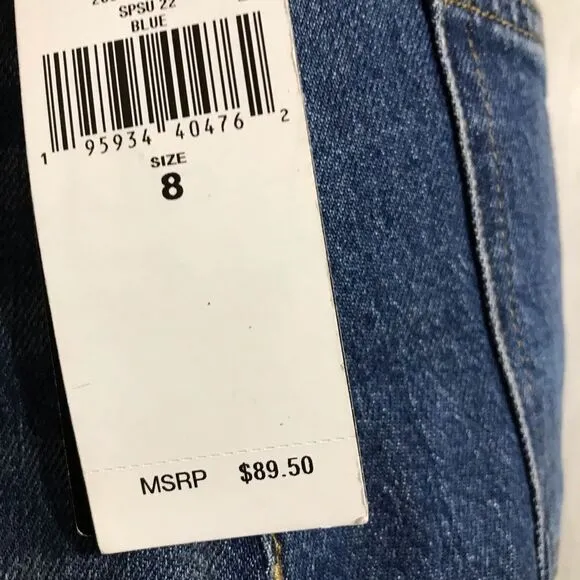 SPSU 22
BLUE
1 95934 40476 2
SIZE
8
MSRP $89.50